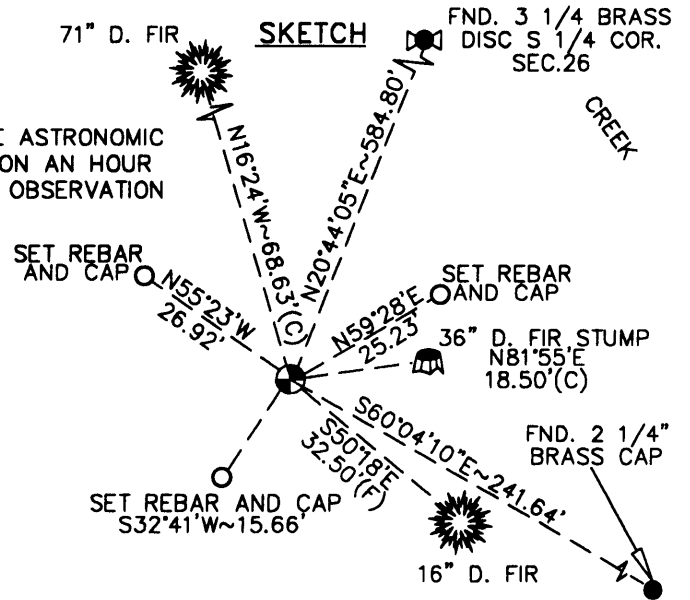 SKETCH
71" D. FIR
FND. 3 1/4 BRASS
DISC S 1/4 COR.
SEC.26
CREEK
ASTRONOMIC
ON AN HOUR
OBSERVATION
N16°24'W~68.63'(C)
N20°44'05"E~584.80'
SET REBAR
AND CAP
N55°23'W
26.92'
N59°28'E
25.23'
SET REBAR
AND CAP
36" D. FIR STUMP
N81°55'E
18.50'(C)
S60°04'10"E~241.64'
S50°18'E
32.50'(F)
FND. 2 1/4"
BRASS CAP
SET REBAR AND CAP
S32°41'W~15.66'
16" D. FIR